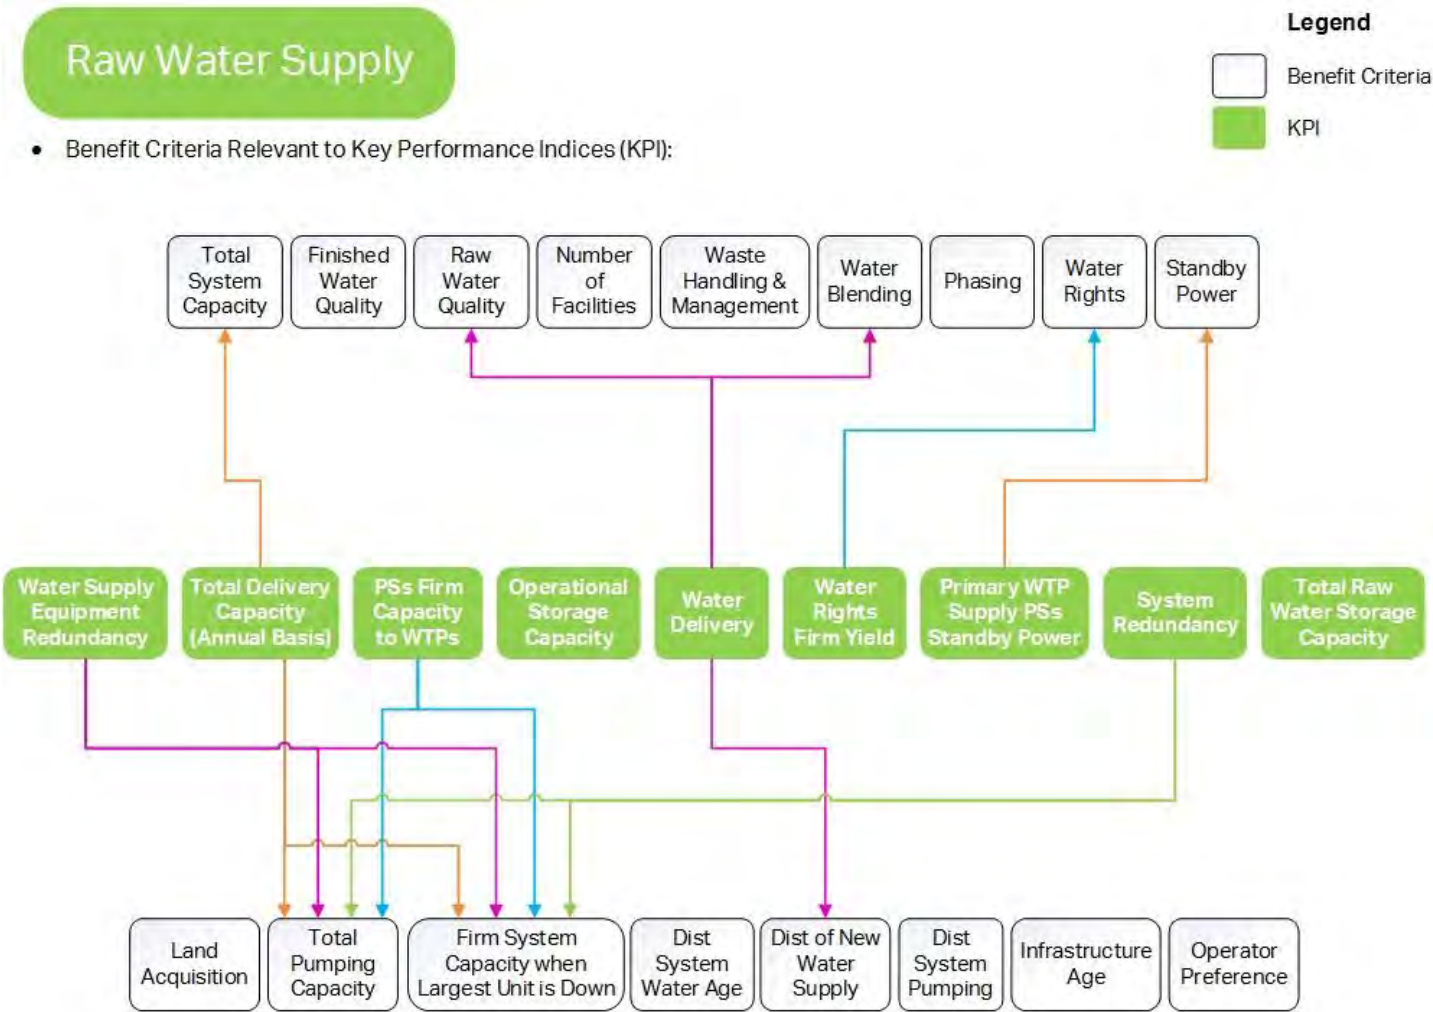 Raw Water Supply
Legend
Benefit Criteria
KPI
• Benefit Criteria Relevant to Key Performance Indices (KPI):
Total
System
Capacity
Finished
Water
Quality
Raw
Water
Quality
Number
of
Facilities
Waste
Handling &
Management
Water
Blending
Phasing
Water
Rights
Standby
Power
Water Supply
Equipment
Redundancy
Total Delivery
Capacity
(Annual Basis)
PSs Firm
Capacity
to WTPs
Operational
Storage
Capacity
Water
Delivery
Water
Rights
Firm Yield
Primary WTP
Supply PSs
Standby Power
System
Redundancy
Total Raw
Water Storage
Capacity
Land
Acquisition
Total
Pumping
Capacity
Firm System
Capacity when
Largest Unit is Down
Dist
System
Water Age
Dist of New
Water
Supply
Dist
System
Pumping
Infrastructure
Age
Operator
Preference